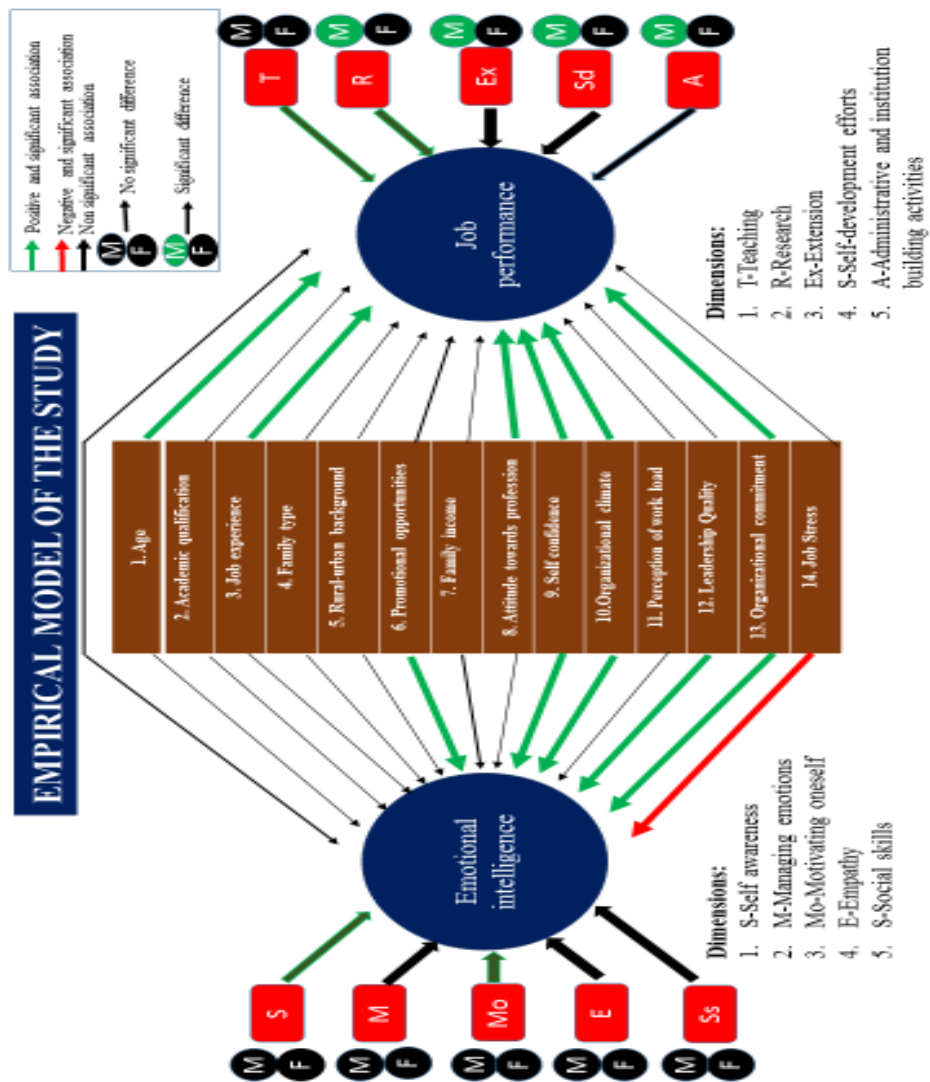 EMPIRICAL MODEL OF THE STUDY
Positive and significant association
Negative and significant association
Non significant association
M
F
No significant difference
M
F
Significant difference
M
F
S
M
F
M
M
F
Mo
M
F
E
M
F
Ss
Emotional
intelligence
1. Age
2. Academic qualification
3. Job experience
4. Family type
5. Rural-urban background
6. Promotional opportunities
7. Family income
8. Attitude towards profession
9. Self confidence
10.Organizational climate
11. Perception of work load
12. Leadership Quality
13. Organizational commitment
14. Job Stress
Job
performance
T
M
F
R
M
F
Ex
M
F
Sd
M
F
A
M
F
Dimensions:
1. S-Self awareness
2. M-Managing emotions
3. Mo-Motivating oneself
4. E-Empathy
5. S-Social skills
Dimensions:
1. T-Teaching
2. R-Research
3. Ex-Extension
4. S-Self-development efforts
5. A-Administrative and institution
building activities